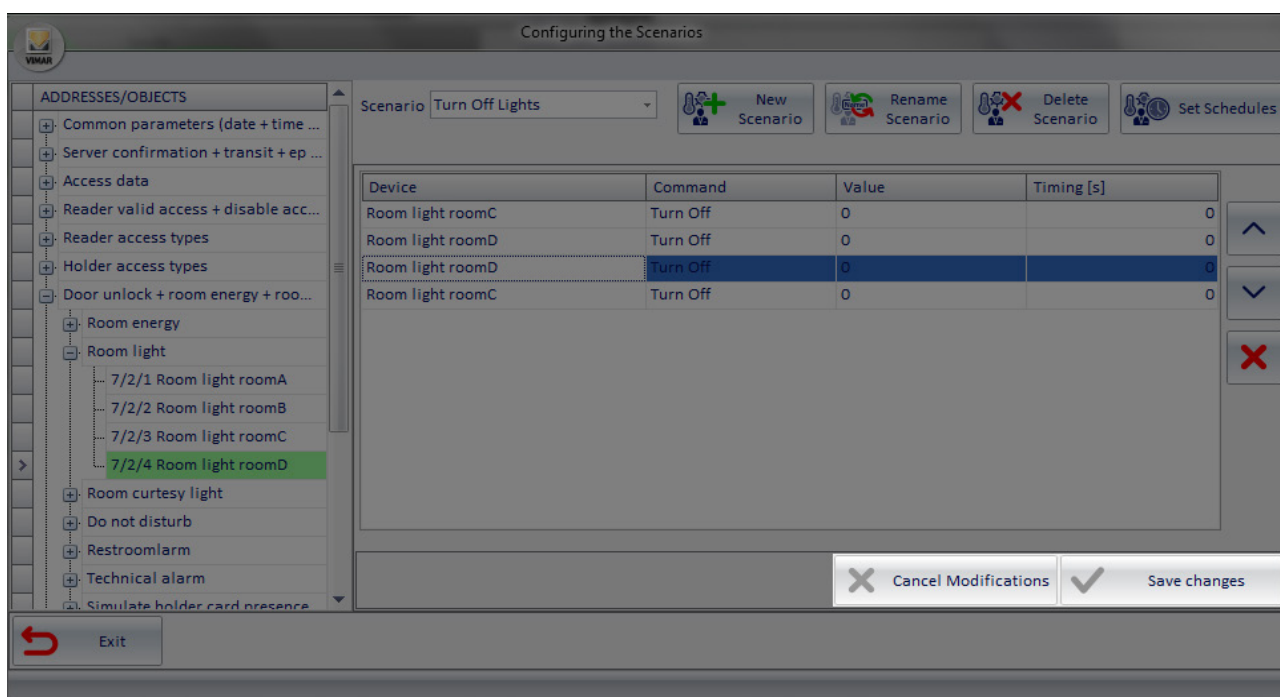 Configuring the Scenarios
VIMAR
ADDRESSES/OBJECTS
Common parameters (date + time ...
Server confirmation + transit + ep ...
Access data
Reader valid access + disable acc...
Reader access types
Holder access types
Door unlock + room energy + roo...
Room energy
Room light
7/2/1 Room light roomA
7/2/2 Room light roomB
7/2/3 Room light roomC
7/2/4 Room light roomD
Room curtesy light
Do not disturb
Restroomlarm
Technical alarm
Simulate holder card presence
Scenario Turn Off Lights
New Scenario
Rename Scenario
Delete Scenario
Set Schedules
Device Command Value Timing [s]
Room light roomC Turn Off 0 0
Room light roomD Turn Off 0 0
Room light roomD Turn Off 0 0
Room light roomC Turn Off 0 0
Cancel Modifications Save changes
Exit